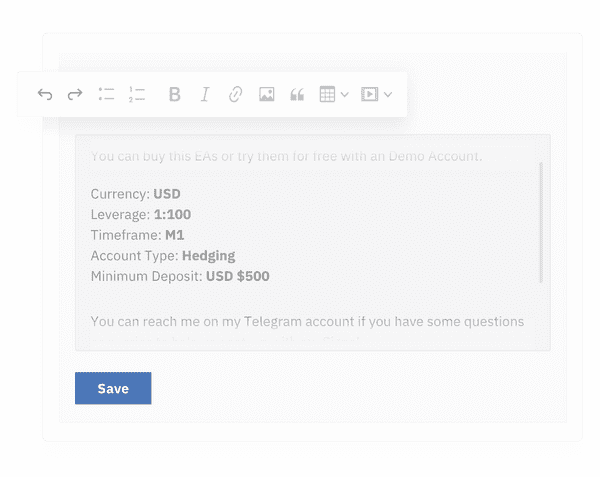 You can buy this EAs or try them for free with an Demo Account.
Currency: USD
Leverage: 1:100
Timeframe: M1
Account Type: Hedging
Minimum Deposit: USD $500
You can reach me on my Telegram account if you have some questions
Save